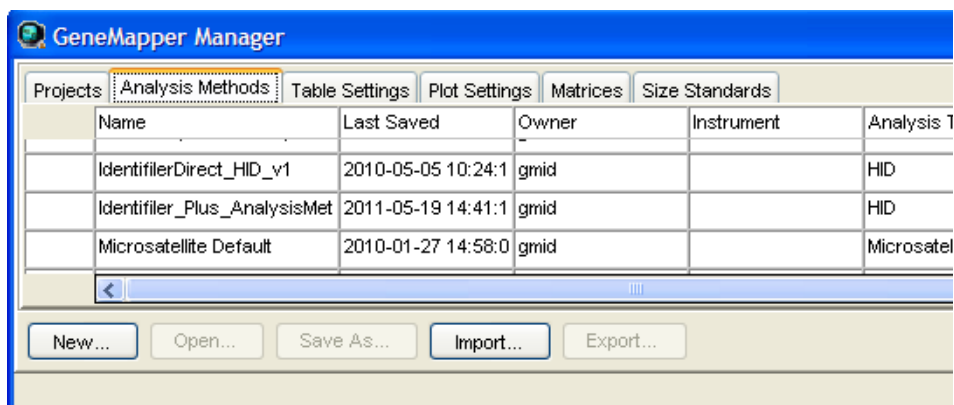 GeneMapper Manager
Projects Analysis Methods Table Settings Plot Settings Matrices Size Standards
Name Last Saved Owner Instrument Analysis T
IdentifilerDirect_HID_v1 2010-05-05 10:24:1 gmid HID
Identifiler_Plus_AnalysisMet 2011-05-19 14:41:1 gmid HID
Microsatellite Default 2010-01-27 14:58:0 gmid Microsatel
New... Open... Save As... Import... Export...